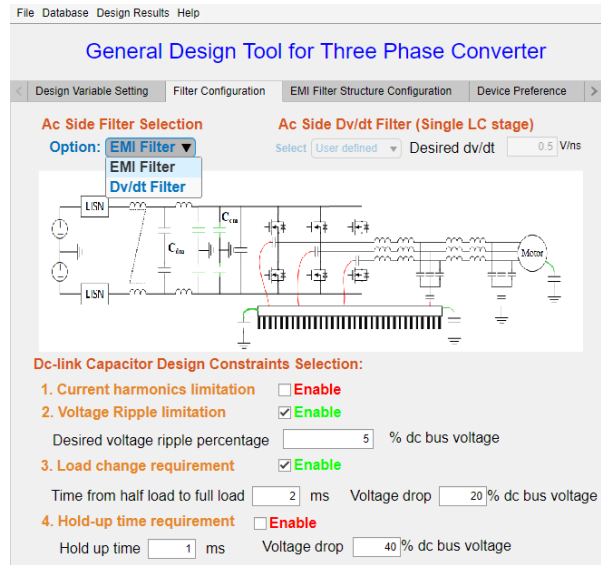 File Database Design Results Help
General Design Tool for Three Phase Converter
< Design Variable Setting Filter Configuration EMI Filter Structure Configuration Device Preference >
Ac Side Filter Selection Ac Side Dv/dt Filter (Single LC stage)
Option: EMI Filter ▼ Select User defined ▼ Desired dv/dt 0.5 V/ns
EMI Filter
Dv/dt Filter
LISN
Ccm
Cdm
Motor
LISN
Dc-link Capacitor Design Constraints Selection:
1. Current harmonics limitation Enable
2. Voltage Ripple limitation Enable
Desired voltage ripple percentage 5 % dc bus voltage
3. Load change requirement Enable
Time from half load to full load 2 ms Voltage drop 20 % dc bus voltage
4. Hold-up time requirement Enable
Hold up time 1 ms Voltage drop 40 % dc bus voltage